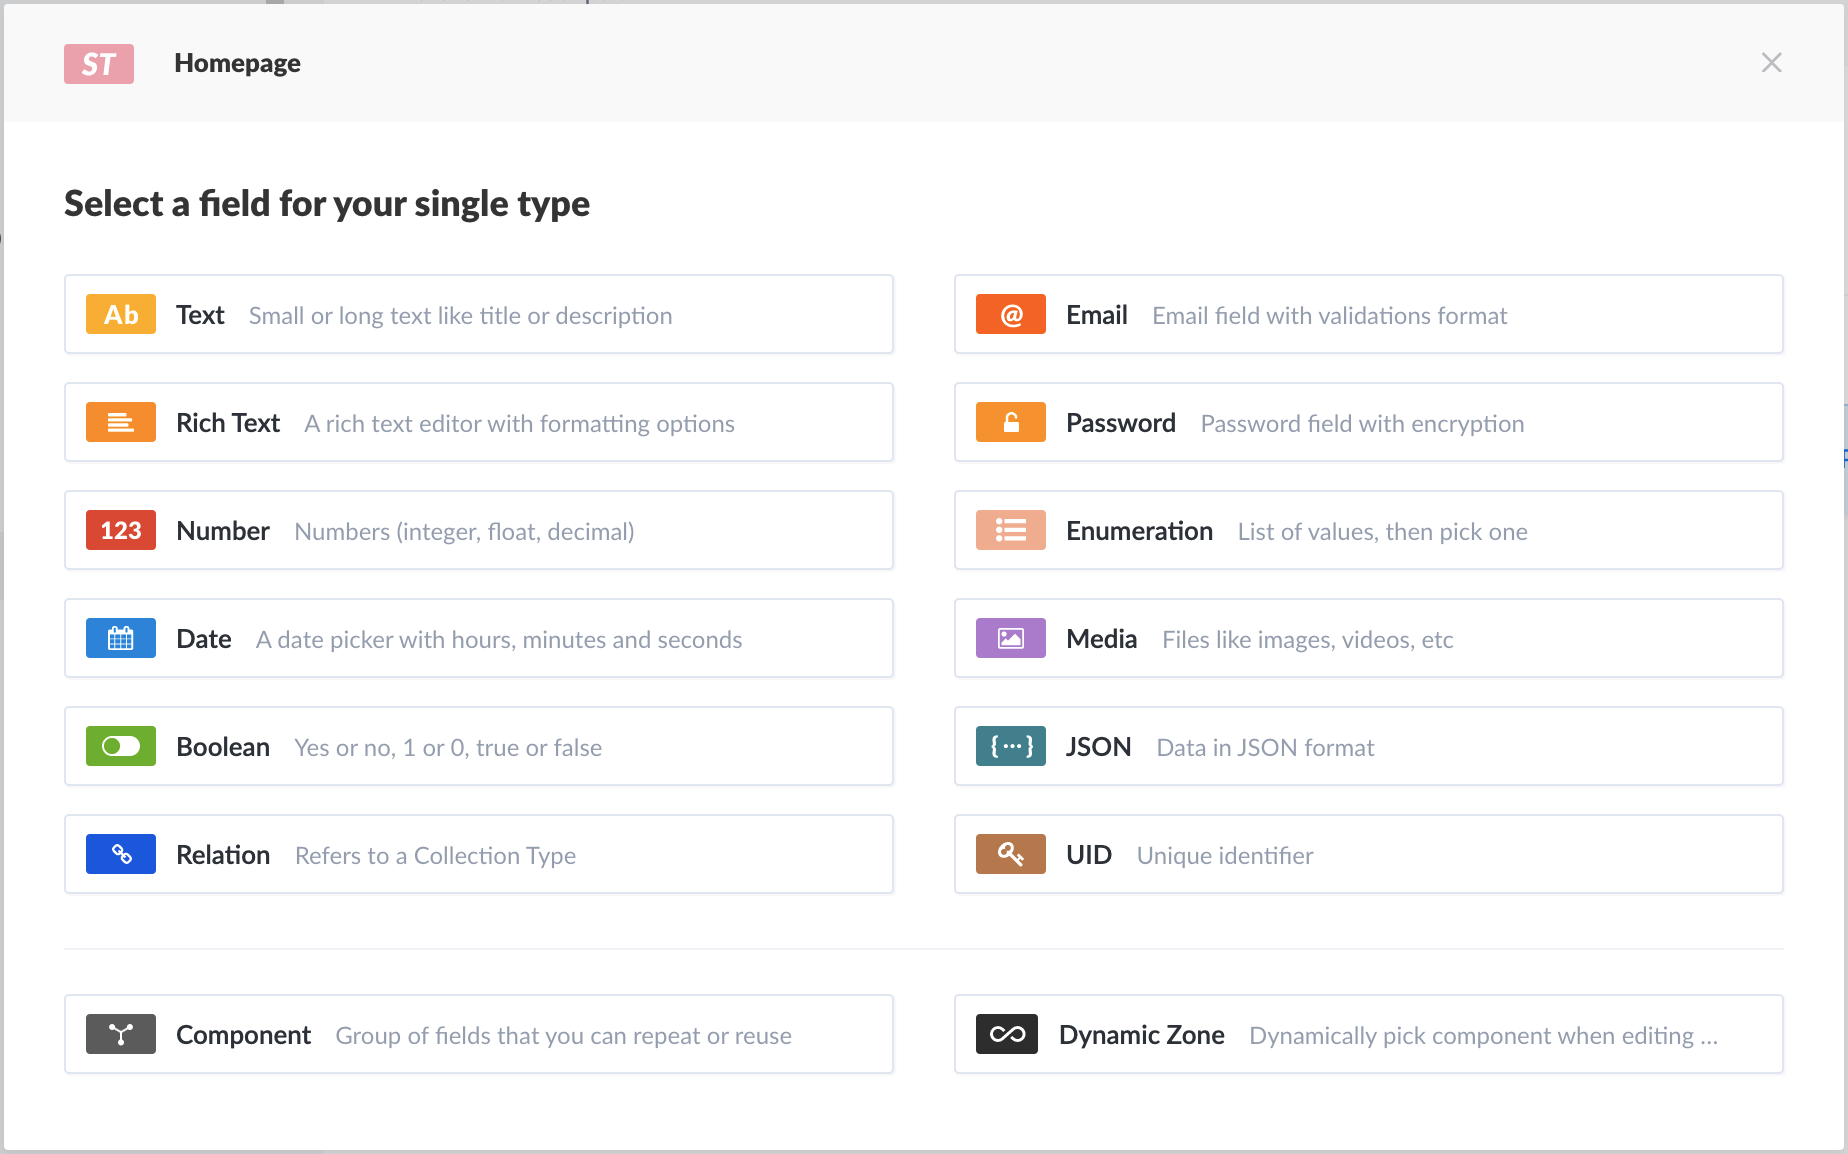 ST Homepage
Select a field for your single type
Ab Text Small or long text like title or description
@ Email Email field with validations format
Rich Text A rich text editor with formatting options
Password Password field with encryption
123 Number Numbers (integer, float, decimal)
Enumeration List of values, then pick one
Date A date picker with hours, minutes and seconds
Media Files like images, videos, etc
Boolean Yes or no, 1 or 0, true or false
{···} JSON Data in JSON format
Relation Refers to a Collection Type
UID Unique identifier
Component Group of fields that you can repeat or reuse
Dynamic Zone Dynamically pick component when editing ...